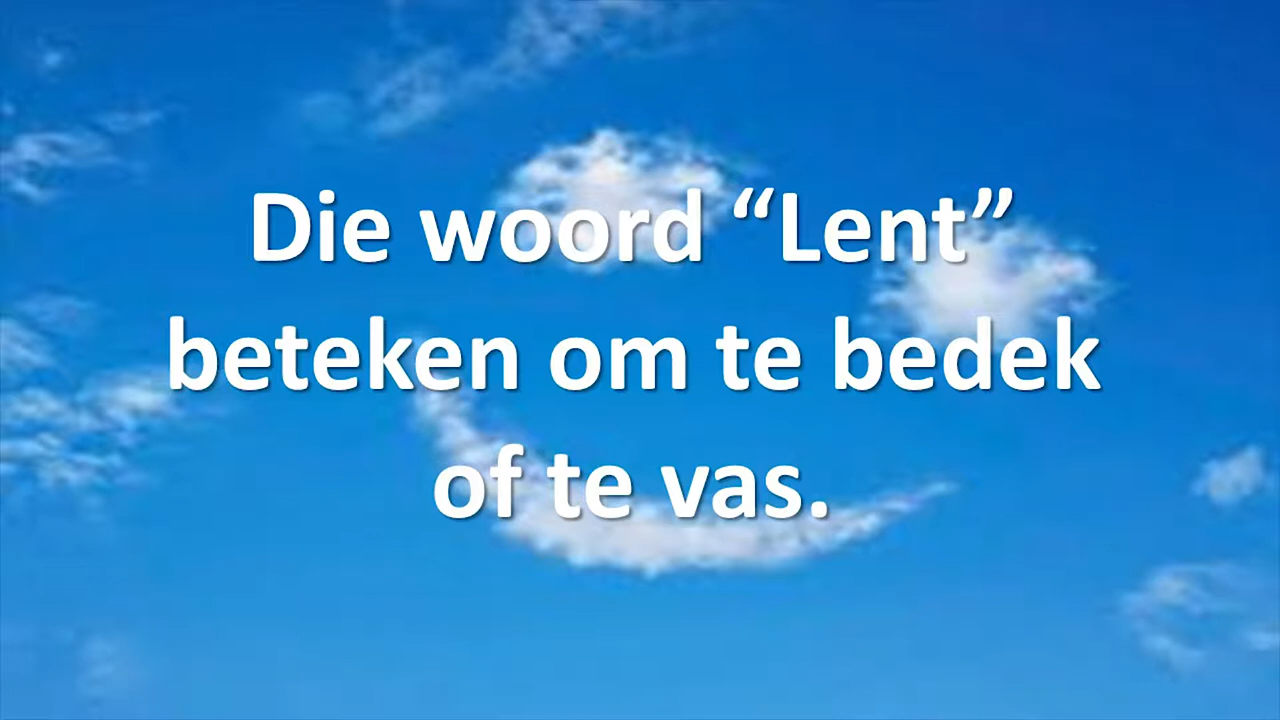 Die woord “Lent”
beteken om te bedek
of te vas.